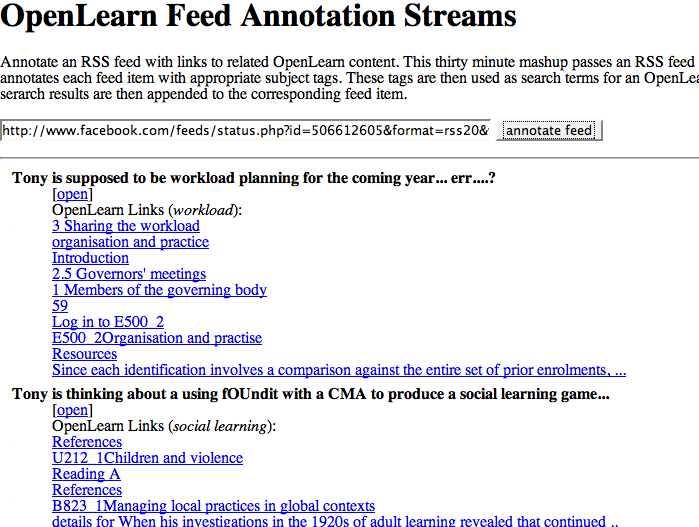 OpenLearn Feed Annotation Streams
Annotate an RSS feed with links to related OpenLearn content. This thirty minute mashup passes an RSS feed
annotates each feed item with appropriate subject tags. These tags are then used as search terms for an OpenLea
serarch results are then appended to the corresponding feed item.
http://www.facebook.com/feeds/status.php?id=506612605&format=rss20& annotate feed
Tony is supposed to be workload planning for the coming year... err....?
[open]
OpenLearn Links (workload):
3 Sharing the workload
organisation and practice
Introduction
2.5 Governors' meetings
1 Members of the governing body
59
Log in to E500_2
E500_2Organisation and practise
Resources
Since each identification involves a comparison against the entire set of prior enrolments, ...
Tony is thinking about a using fOUndit with a CMA to produce a social learning game...
[open]
OpenLearn Links (social learning):
References
U212_1Children and violence
Reading A
References
B823_1Managing local practices in global contexts
details for When his investigations in the 1920s of adult learning revealed that continued ..